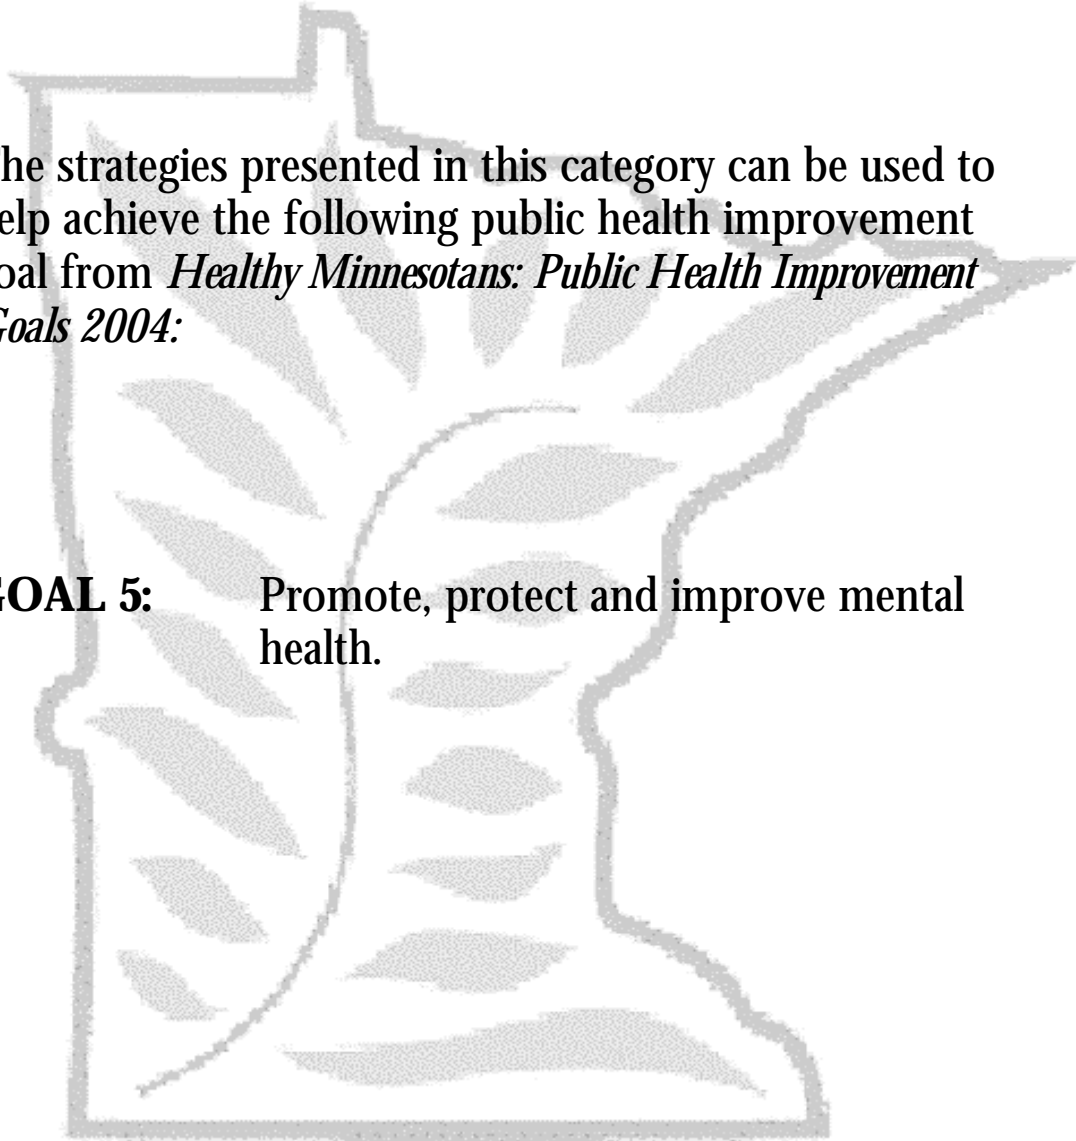 he strategies presented in this category can be used to
elp achieve the following public health improvement
oal from Healthy Minnesotans: Public Health Improvement
Goals 2004:
GOAL 5: Promote, protect and improve mental
health.